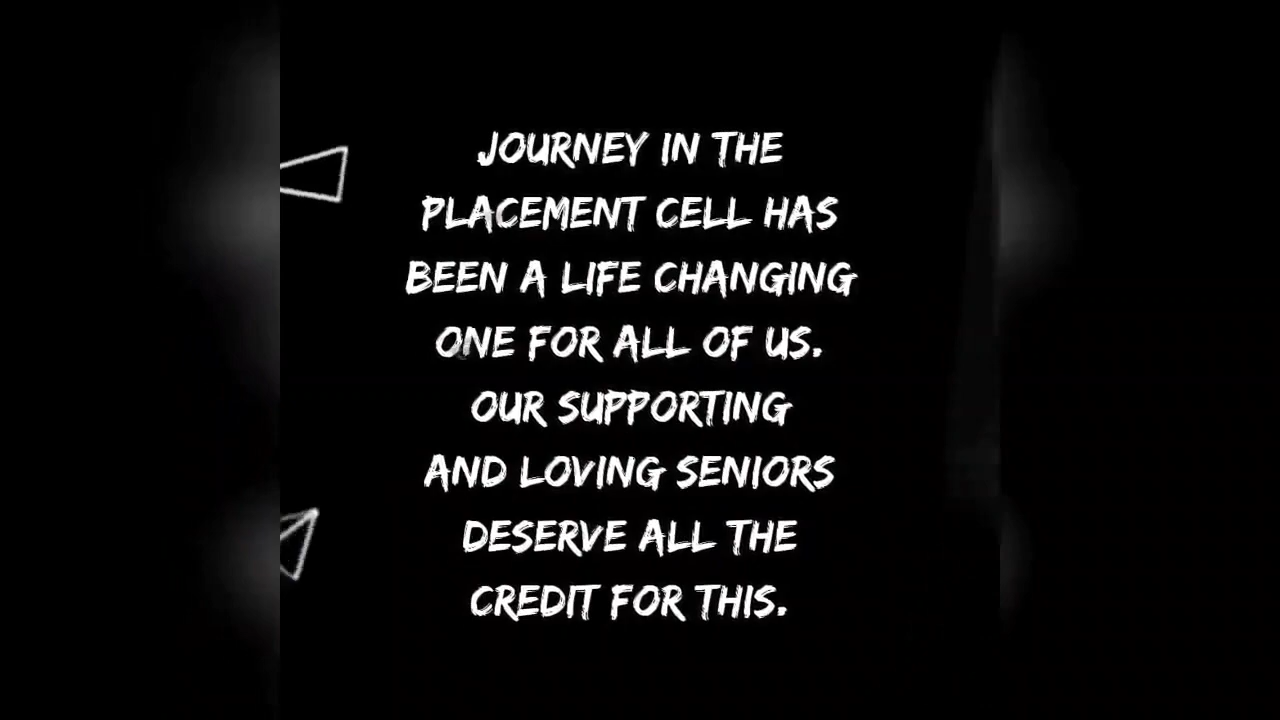 JOURNEY IN THE
PLACEMENT CELL HAS
BEEN A LIFE CHANGING
ONE FOR ALL OF US.
OUR SUPPORTING
AND LOVING SENIORS
DESERVE ALL THE
CREDIT FOR THIS.